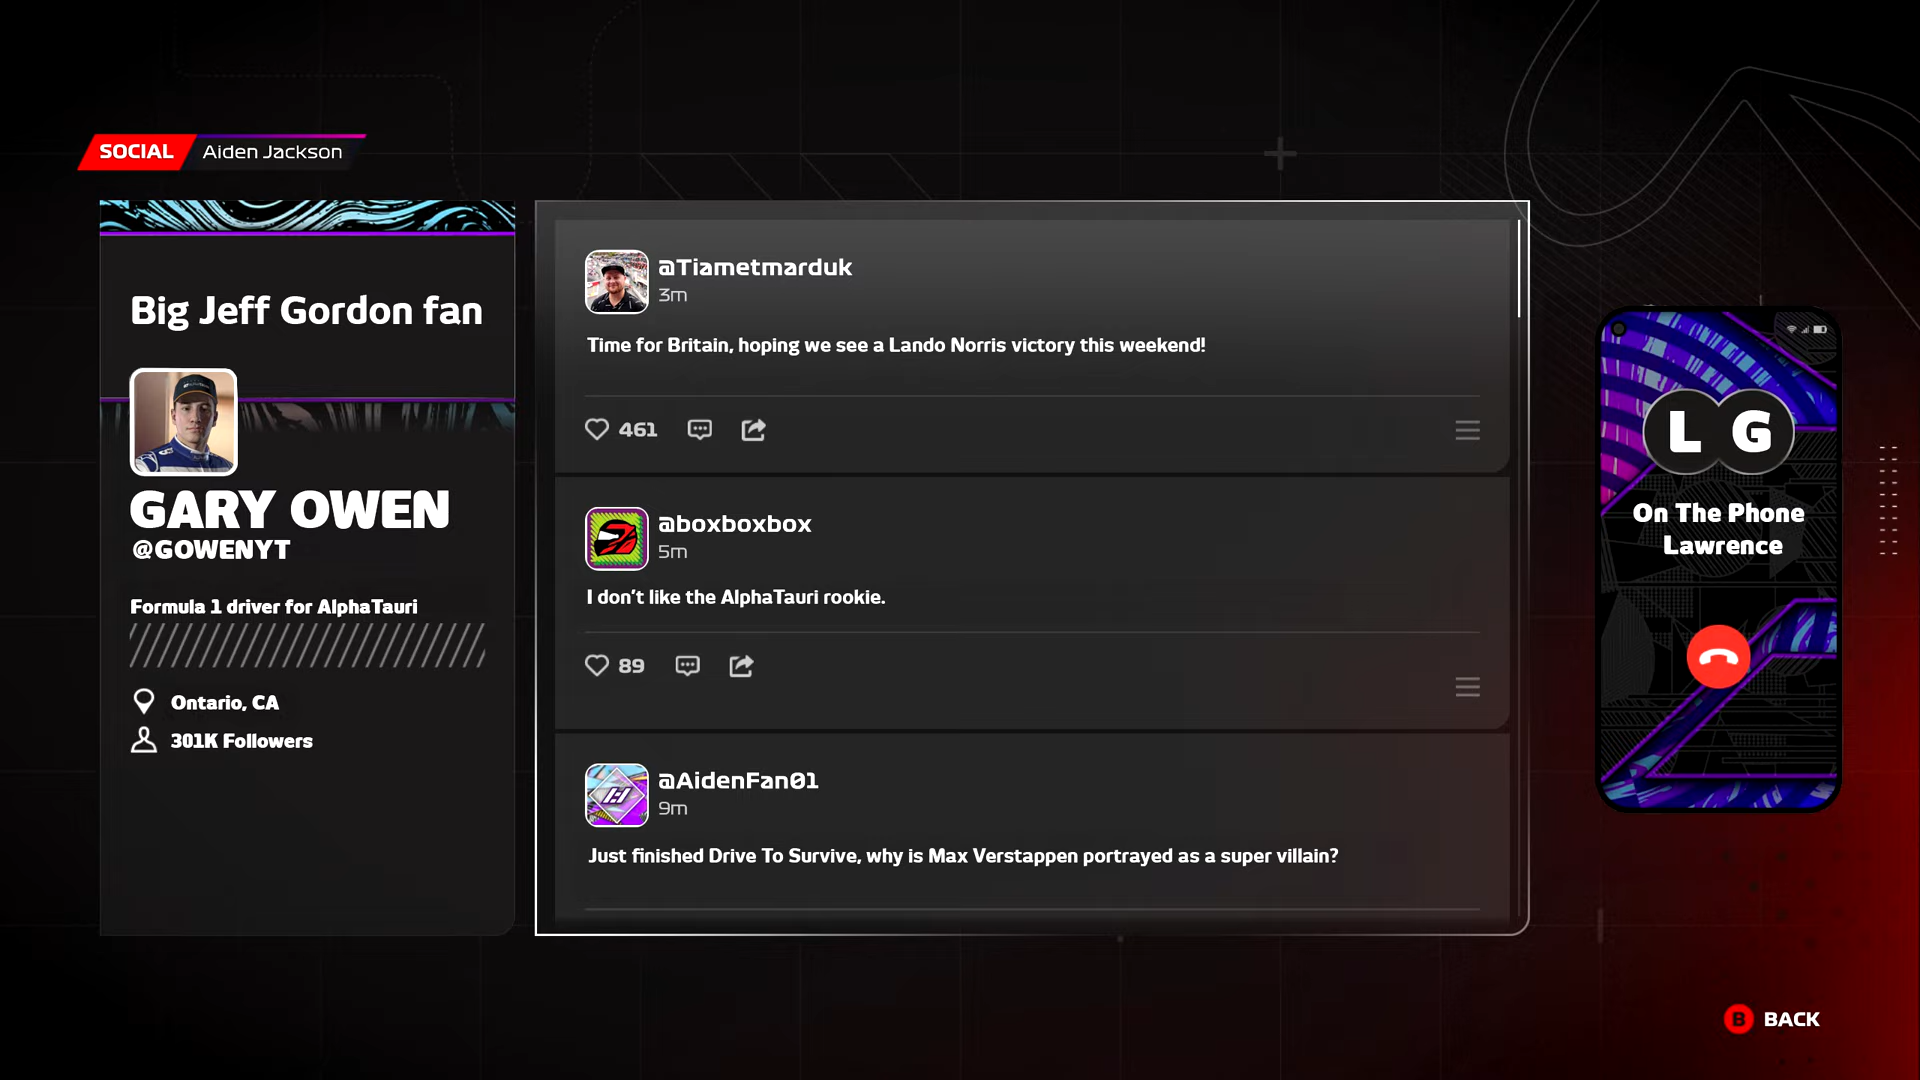 SOCIAL Aiden Jackson
Big Jeff Gordon fan
GARY OWEN
@GOWENYT
Formula 1 driver for AlphaTauri
Ontario, CA
301K Followers
@Tiametmarduk
3m
Time for Britain, hoping we see a Lando Norris victory this weekend!
461
@boxboxbox
5m
I don't like the AlphaTauri rookie.
89
@AidenFan01
9m
Just finished Drive To Survive, why is Max Verstappen portrayed as a super villain?
L G
On The Phone
Lawrence
B BACK